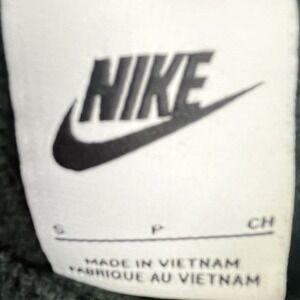 NIKE
S P CH
MADE IN VIETNAM
FABRIQUE AU VIETNAM